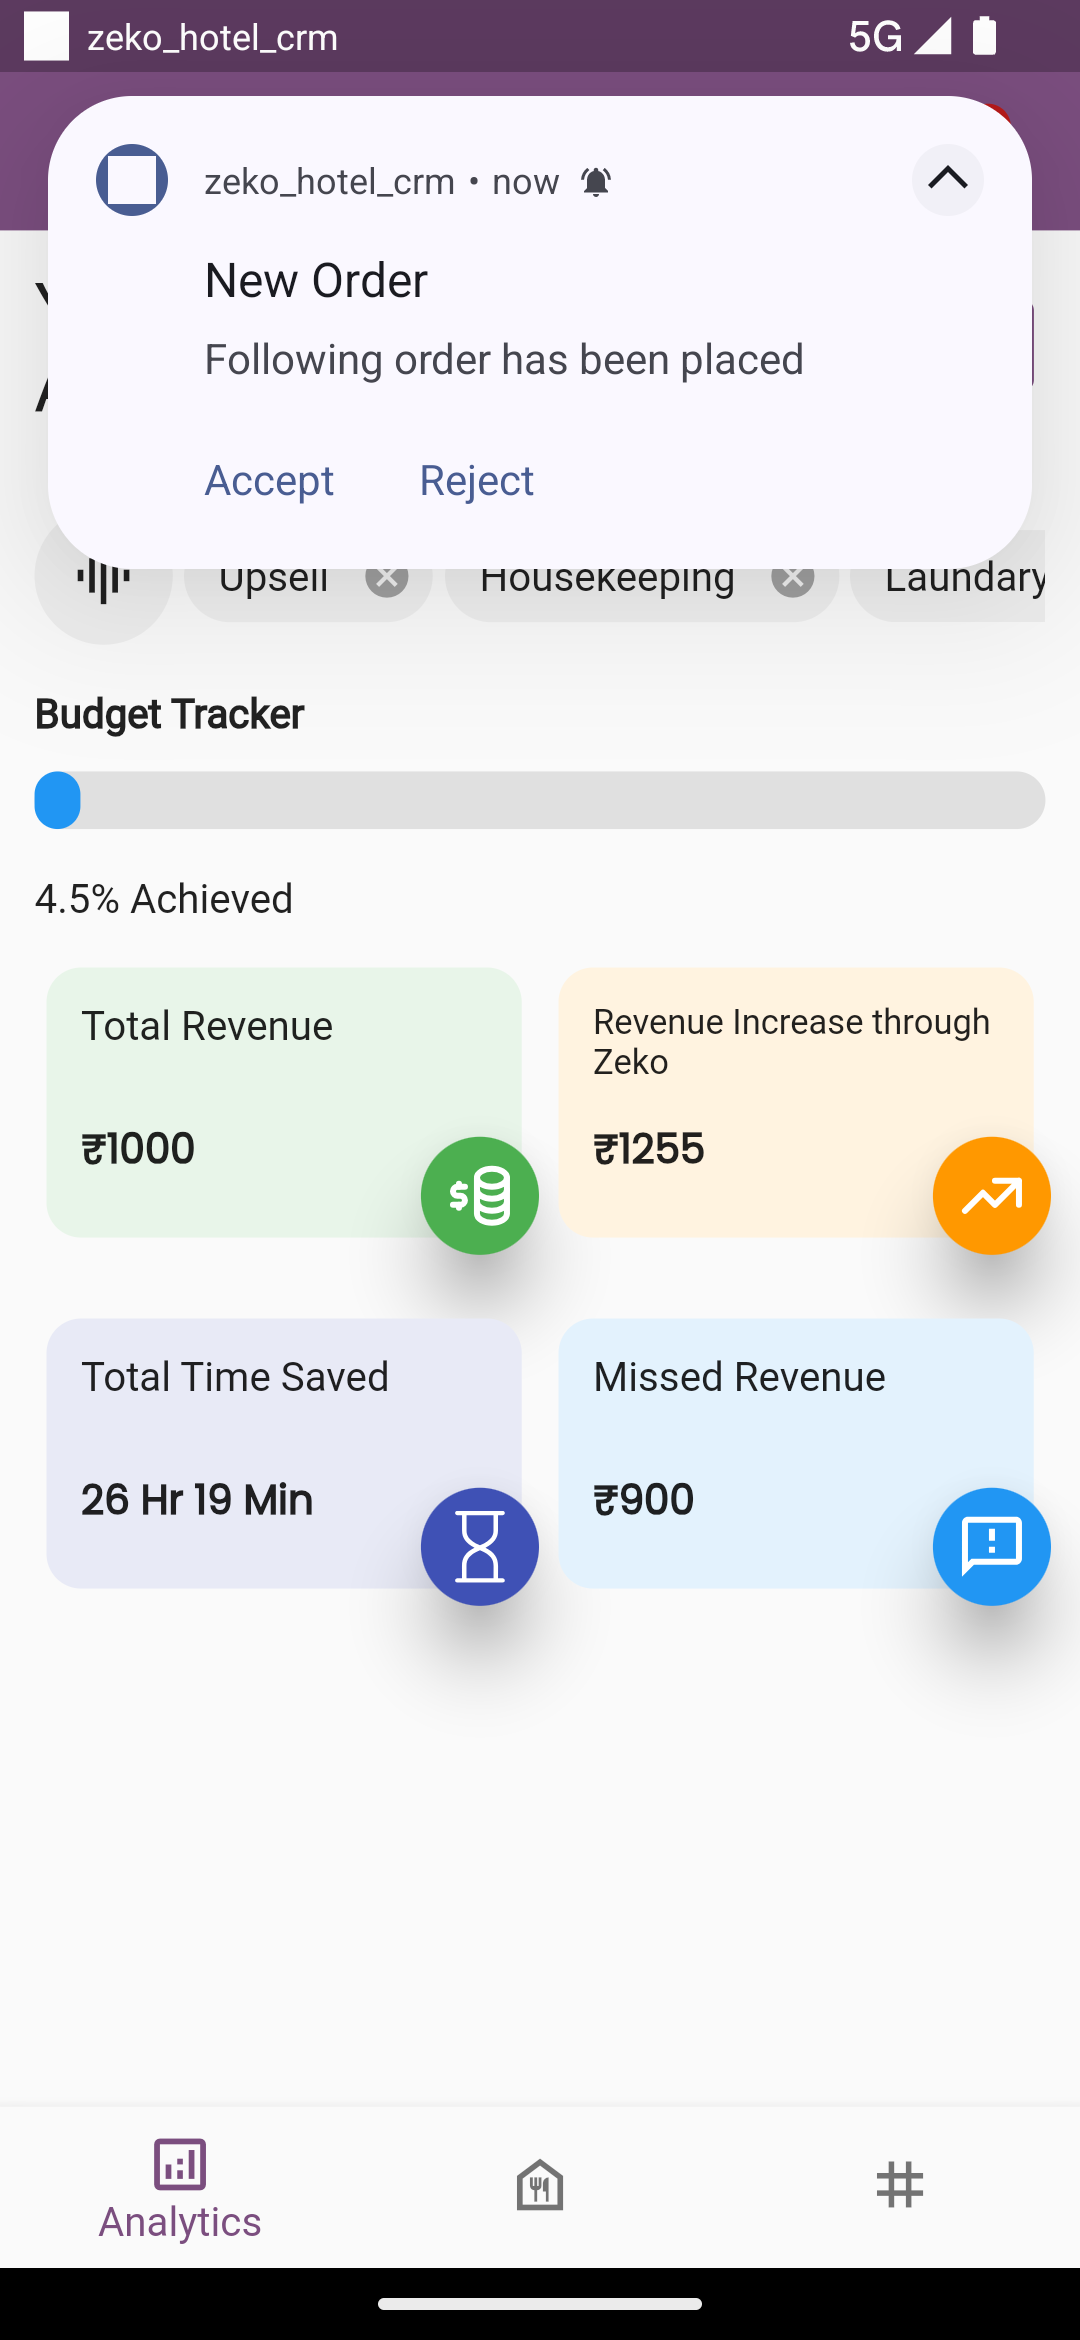 zeko_hotel_crm
5G
zeko_hotel_crm • now
New Order
Following order has been placed
Accept Reject
Upsell Housekeeping Laundary
Budget Tracker
4.5% Achieved
Total Revenue
₹1000
Revenue Increase through
Zeko
₹1255
Total Time Saved
26 Hr 19 Min
Missed Revenue
₹900
Analytics